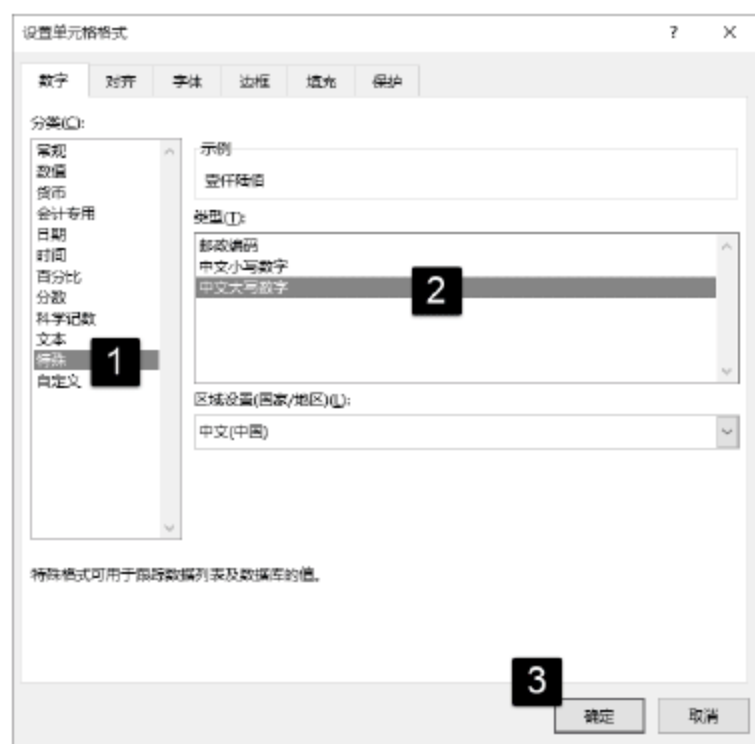 设置单元格格式 ? ×
数字 对齐 字体 边框 填充 保护
分类(C):
常规
数值
货币
会计专用
日期
时间
百分比
分数
科学记数
文本
特殊
自定义
1
示例
壹仟陆佰
类型(T):
邮政编码
中文小写数字
中文大写数字
2
区域设置(国家/地区)(L):
中文(中国)
特殊格式可用于跟踪数据列表及数据库的值。
3
确定 取消